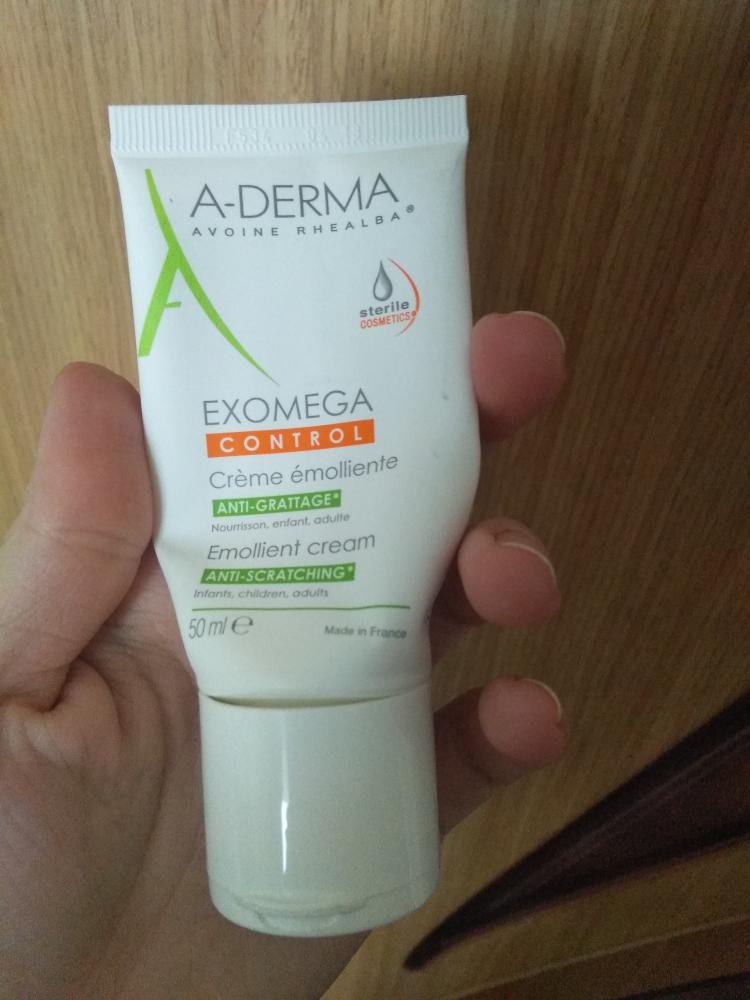 A-DERMA
AVOINE RHEALBA®
sterile
COSMETICS®
EXOMEGA
CONTROL
Crème émolliente
ANTI-GRATTAGE*
Nourrisson, enfant, adulte
Emollient cream
ANTI-SCRATCHING*
Infants, children, adults
50 ml ℮
Made in France